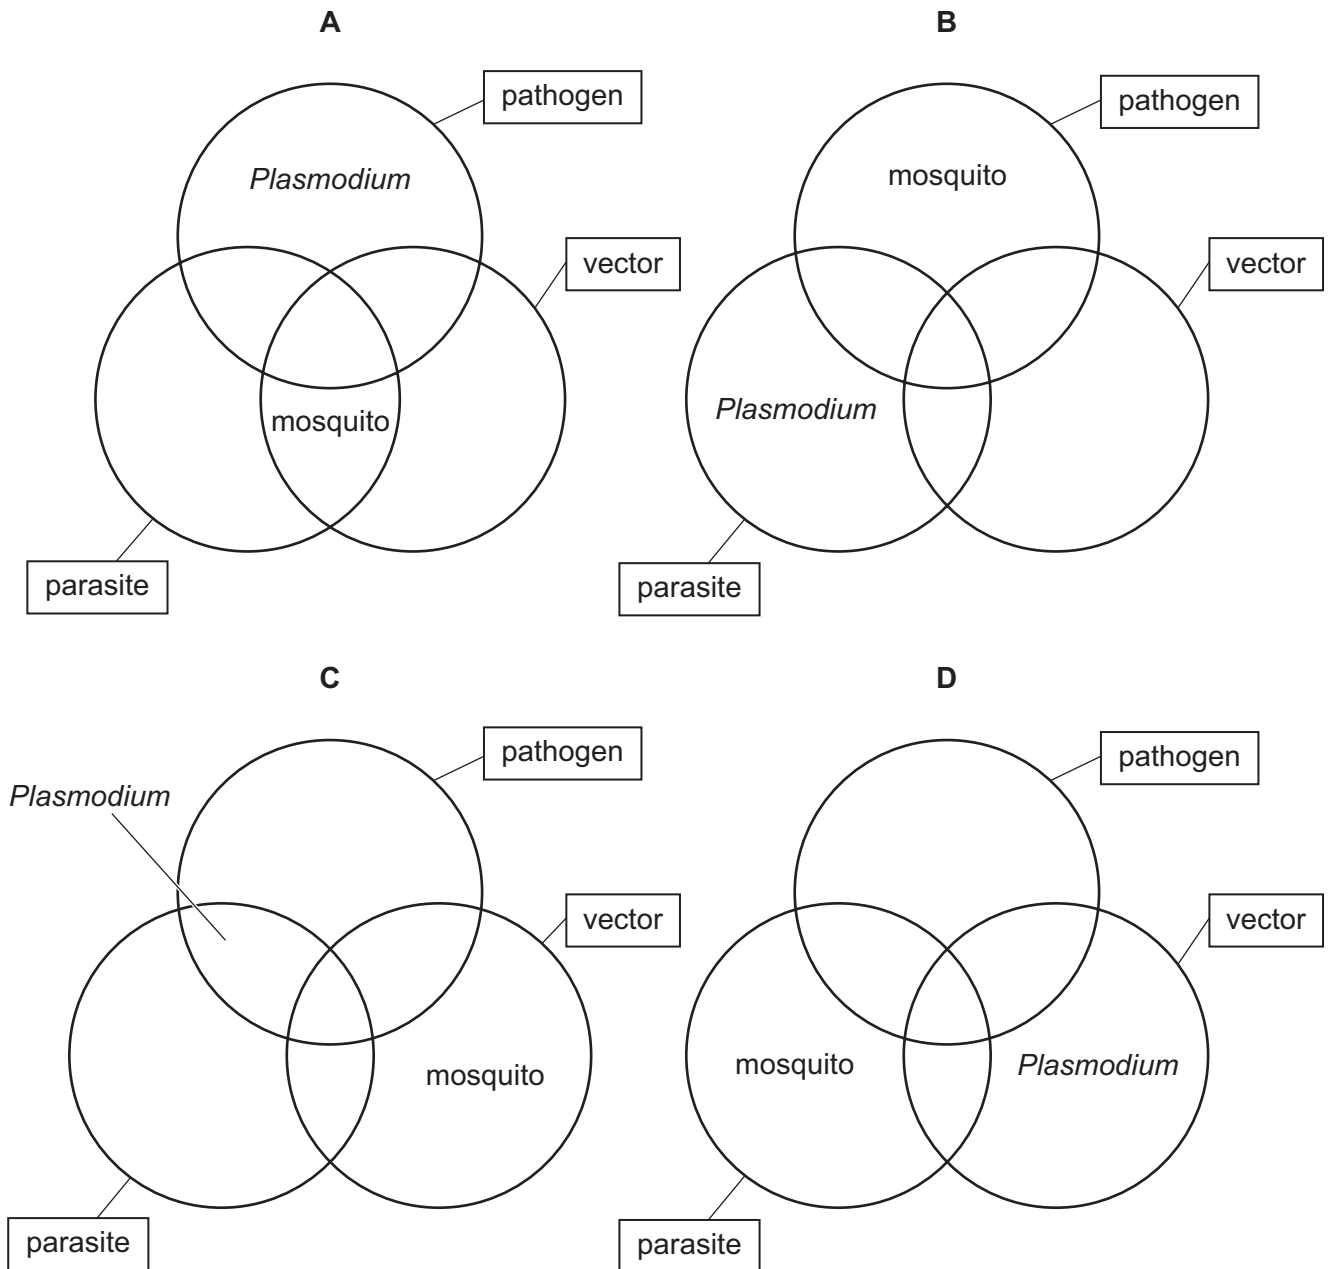 A
pathogen
Plasmodium
vector
mosquito
parasite
B
pathogen
mosquito
vector
Plasmodium
parasite
C
pathogen
Plasmodium
vector
mosquito
parasite
D
pathogen
vector
mosquito
Plasmodium
parasite